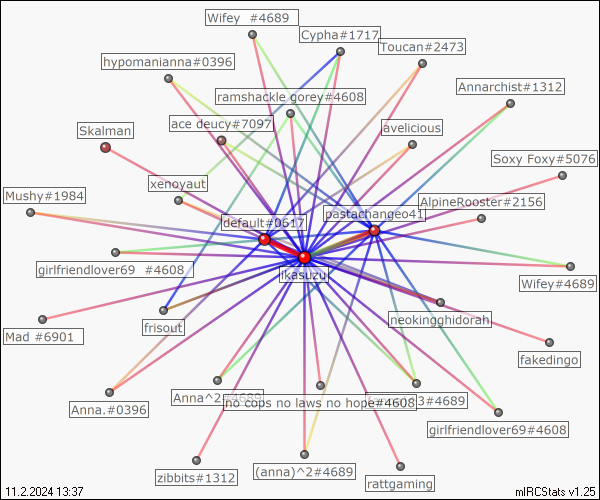 Wifey #4689
Cypha#1717
Toucan#2473
hypomanianna#0396
Annarchist#1312
ramshackle gorey#4608
ace deucy#7097
avelicious
Skalman
Soxy Foxy#5076
xenoyaut
Mushy#1984
AlpineRooster#2156
pastachangeo41
default#0617
girlfriendlover69 #4608
ikasuzu
Wifey#4689
neokingghidorah
frisout
Mad #6901
fakedingo
Anna^2#4689
3#4689
no cops no laws no hope#4608
Anna.#0396
girlfriendlover69#4608
zibbits#1312
(anna)^2#4689
rattgaming
11.2.2024 13:37
mIRCStats v1.25